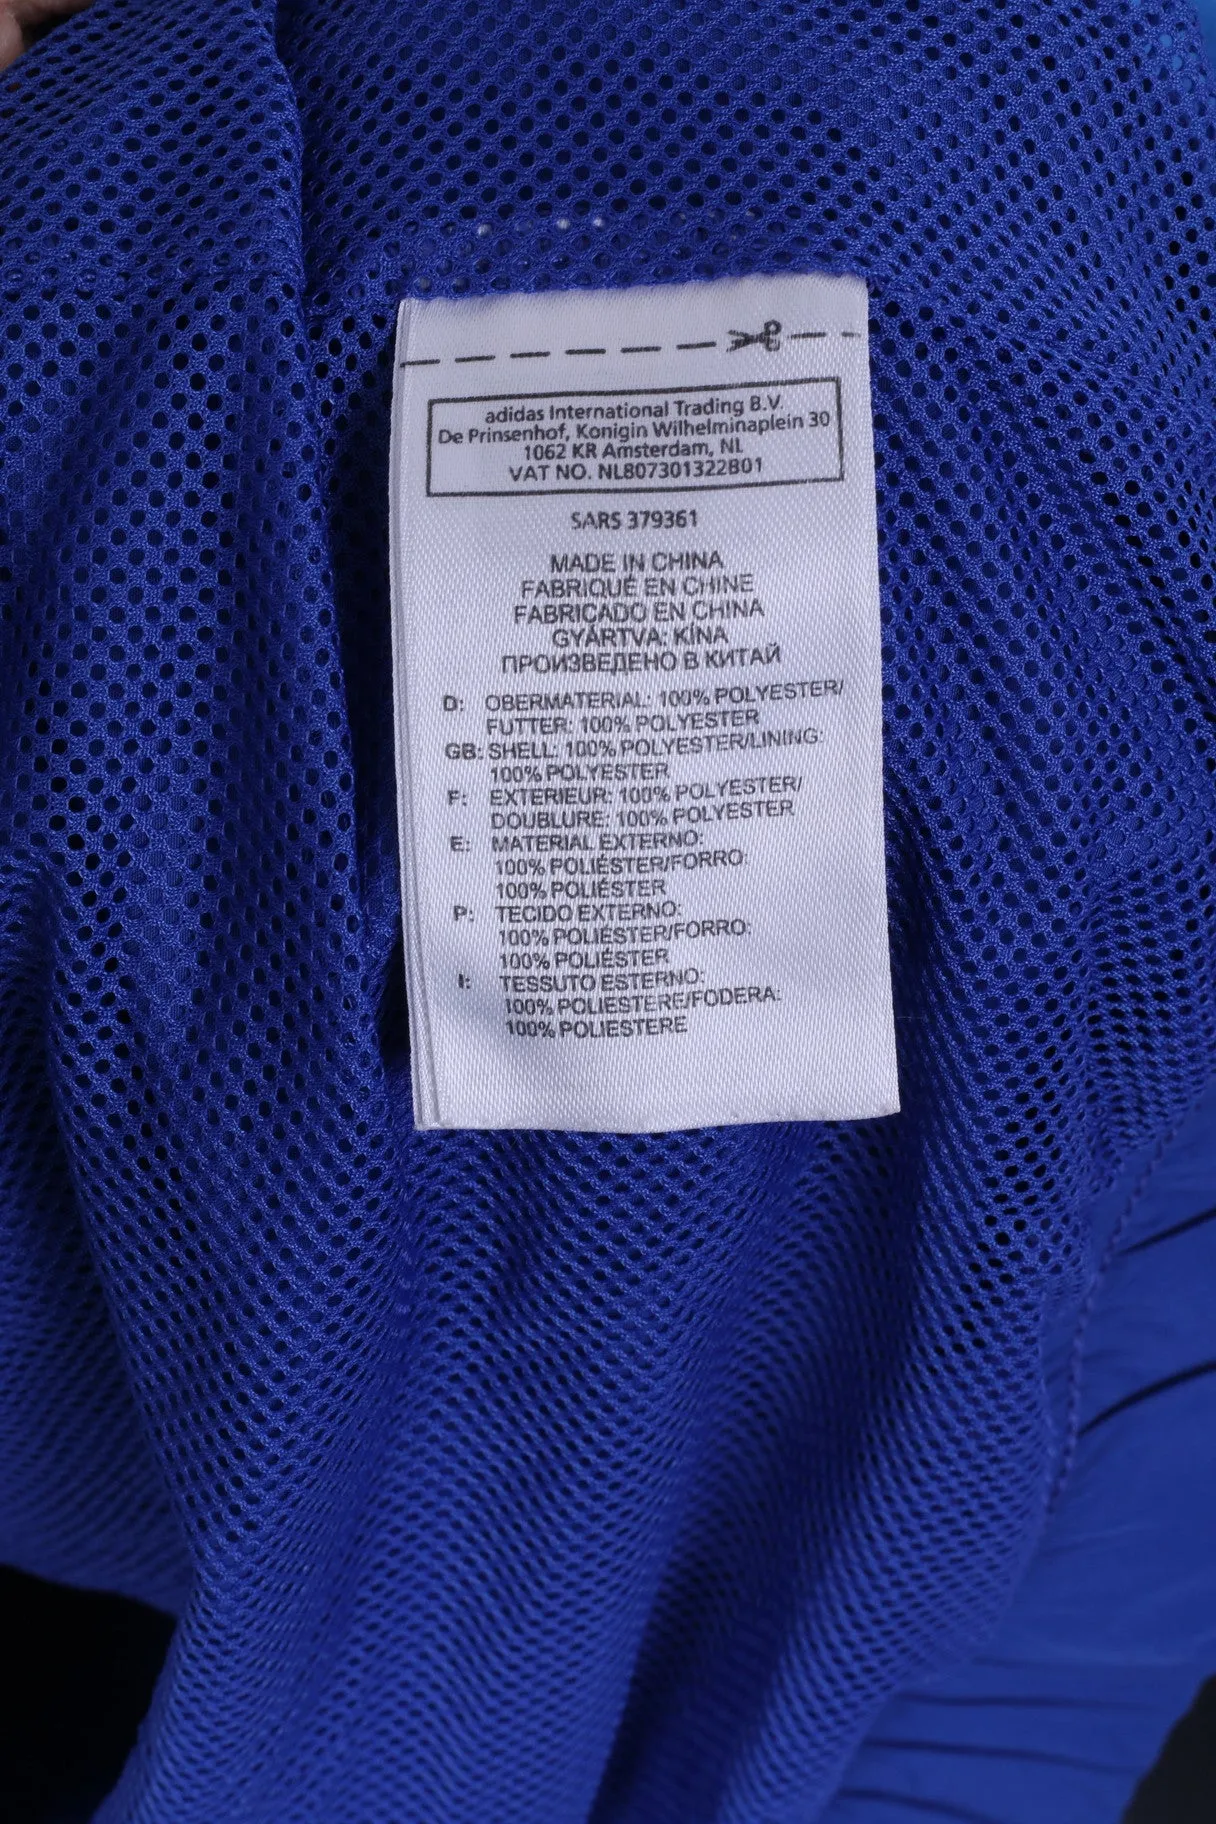 adidas International Trading B.V.
De Prinsenhof, Konigin Wilhelminaplein 30
1062 KR Amsterdam, NL
VAT NO. NL807301322B01
SARS 379361
MADE IN CHINA
FABRIQUÉ EN CHINE
FABRICADO EN CHINA
GYÁRTVA: KÍNA
ПРОИЗВЕДЕНО В КИТАЙ
D: OBERMATERIAL: 100% POLYESTER/
FUTTER: 100% POLYESTER
GB: SHELL: 100% POLYESTER/LINING:
100% POLYESTER
F: EXTERIEUR: 100% POLYESTER/
DOUBLURE: 100% POLYESTER
E: MATERIAL EXTERNO:
100% POLIÉSTER/FORRO:
100% POLIÉSTER
P: TECIDO EXTERNO:
100% POLIÉSTER/FORRO:
100% POLIÉSTER
I: TESSUTO ESTERNO:
100% POLIESTERE/FODERA:
100% POLIESTERE